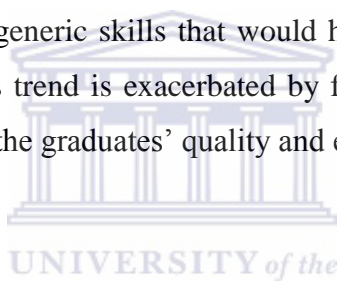 generic skills that would h
trend is exacerbated by f
the graduates' quality and e
UNIVERSITY of the